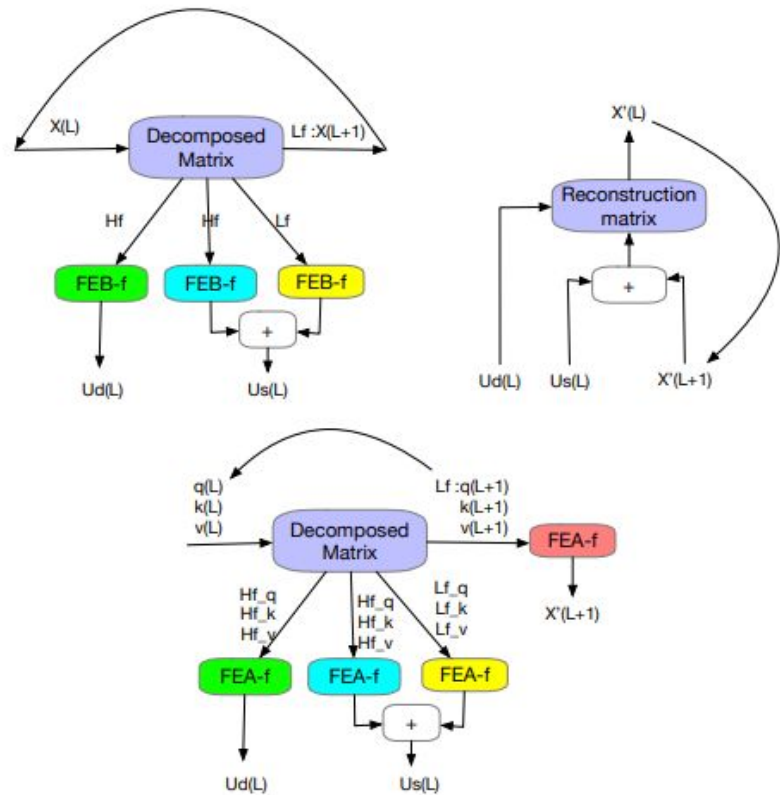 X(L)
Decomposed
Matrix
Lf :X(L+1)
Hf
Hf
Lf
FEB-f
FEB-f
FEB-f
+
Ud(L)
Us(L)
X'(L)
Reconstruction
matrix
+
Ud(L)
Us(L)
X'(L+1)
q(L)
k(L)
v(L)
Decomposed
Matrix
Lf :q(L+1)
k(L+1)
v(L+1)
FEA-f
X'(L+1)
Hf_q
Hf_k
Hf_v
Hf_q
Hf_k
Hf_v
Lf_q
Lf_k
Lf_v
FEA-f
FEA-f
FEA-f
+
Ud(L)
Us(L)